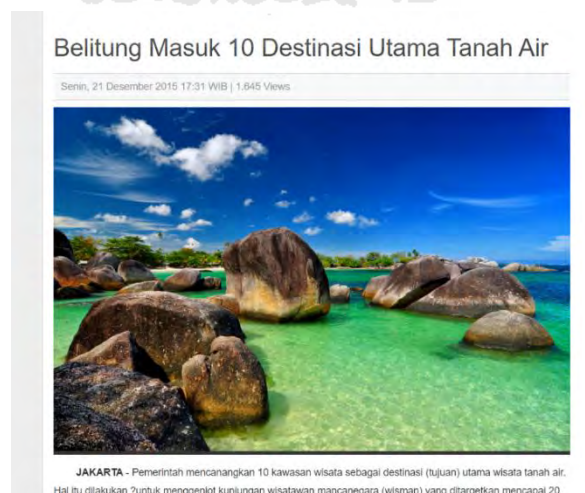 Belitung Masuk 10 Destinasi Utama Tanah Air
Senin, 21 Desember 2015 17:31 WIB | 1.645 Views
JAKARTA - Pemerintah mencanangkan 10 kawasan wisata sebagai destinasi (tujuan) utama wisata tanah air.
Hal itu dilakukan ?untuk menggenjot kunjungan wisatawan mancanegara (wisman) yang ditargetkan mencapai 20